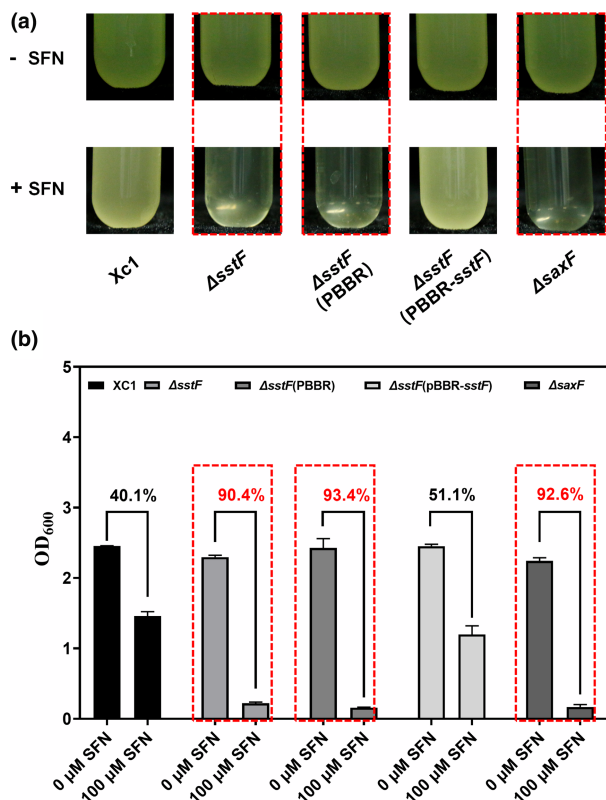 (a)
- SFN
+ SFN
Xc1
ΔsstF
ΔsstF
(PBBR)
ΔsstF
(PBBR-sstF)
ΔsaxF
(b)
XC1 ΔsstF ΔsstF(PBBR) ΔsstF(pBBR-sstF) ΔsaxF
OD600
5
4
3
2
1
0
40.1% 90.4% 93.4% 51.1% 92.6%
0 μM SFN 100 μM SFN 0 μM SFN 100 μM SFN 0 μM SFN 100 μM SFN 0 μM SFN 100 μM SFN 0 μM SFN 100 μM SFN